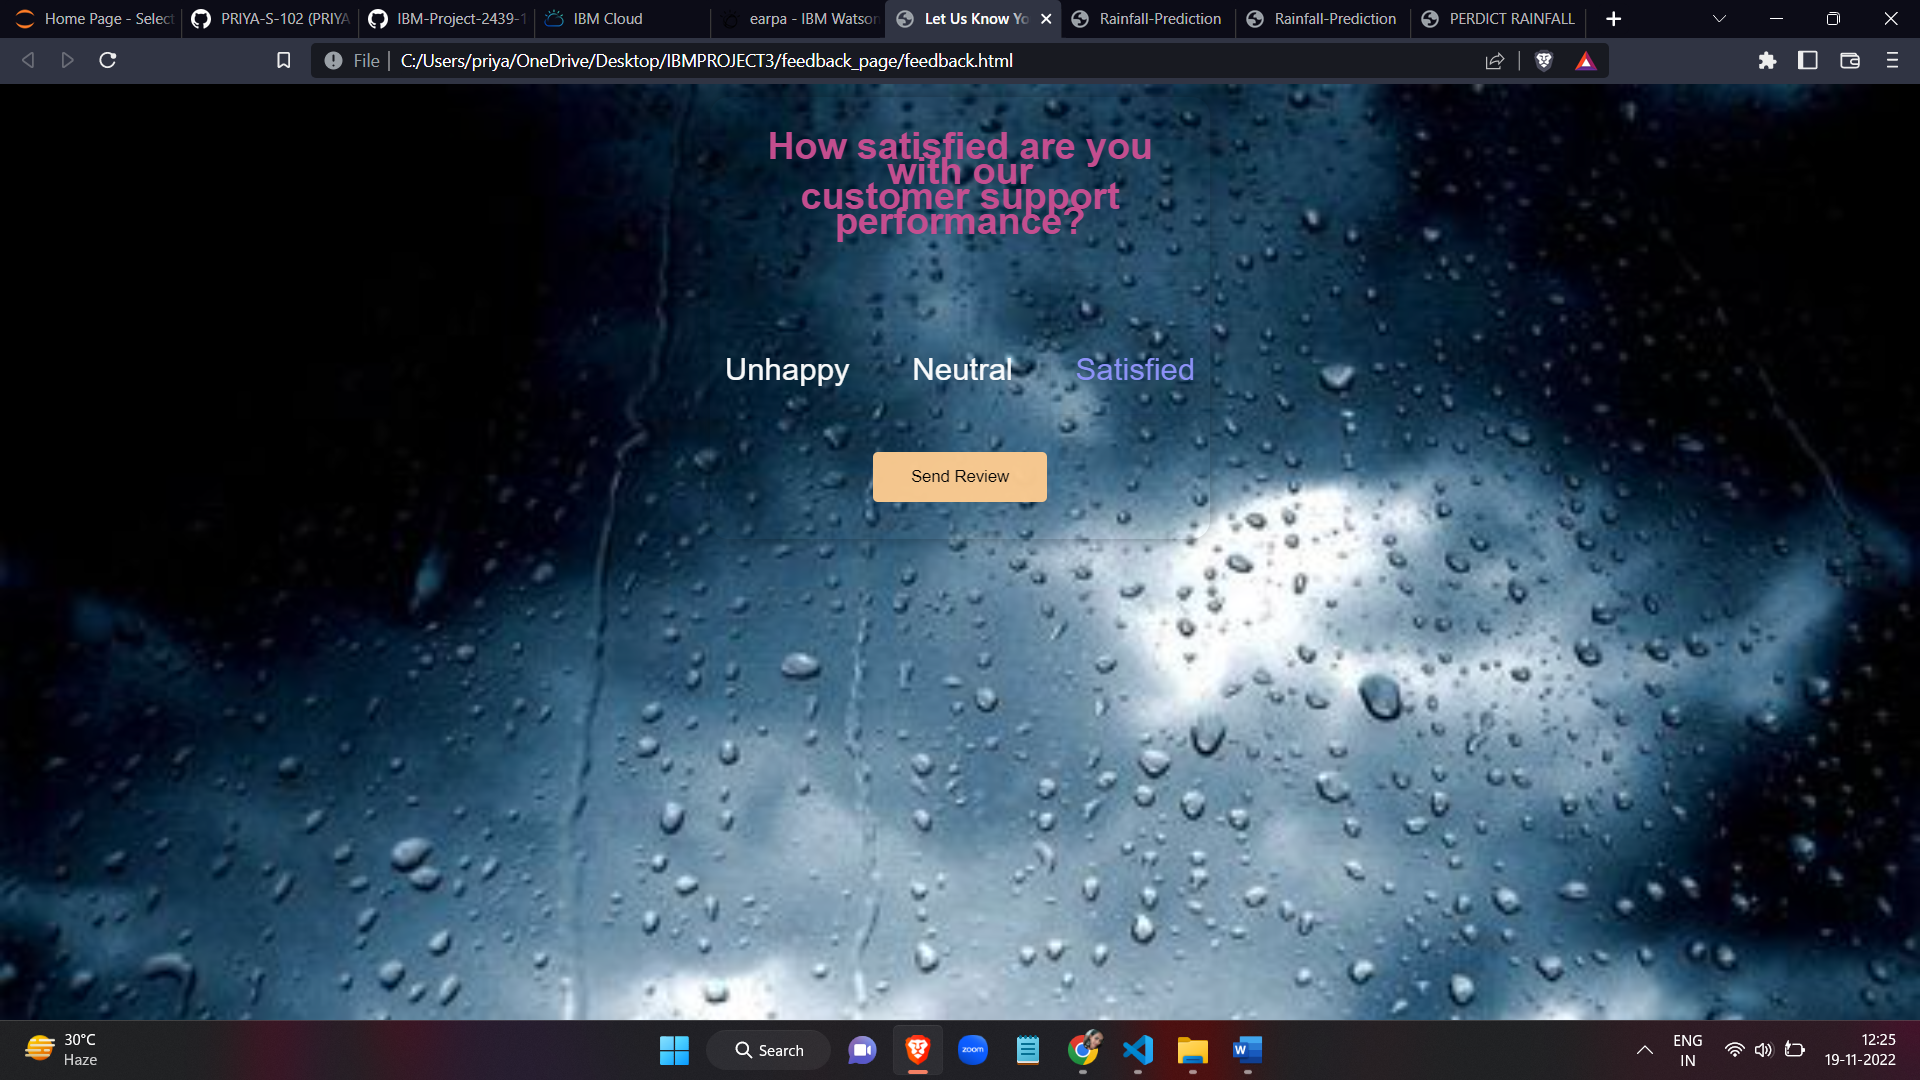 Home Page - Select
PRIYA-S-102 (PRIYA
IBM-Project-2439-1
IBM Cloud
earpa - IBM Watson
Let Us Know Yo
Rainfall-Prediction
Rainfall-Prediction
PERDICT RAINFALL
File
C:/Users/priya/OneDrive/Desktop/IBMPROJECT3/feedback_page/feedback.html
How satisfied are you
with our
customer support
performance?
Unhappy
Neutral
Satisfied
Send Review
30°C
Haze
Search
zoom
W
ENG
IN
12:25
19-11-2022